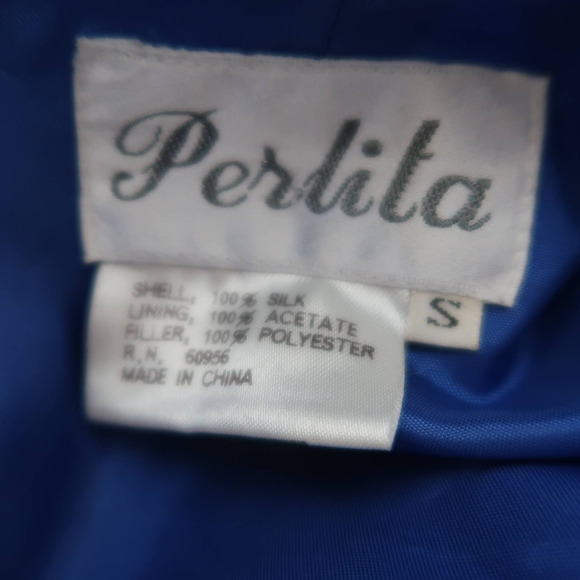 Perlita
S
SHELL, 100% SILK
LINING, 100% ACETATE
FILLER, 100% POLYESTER
R.N. 60956
MADE IN CHINA